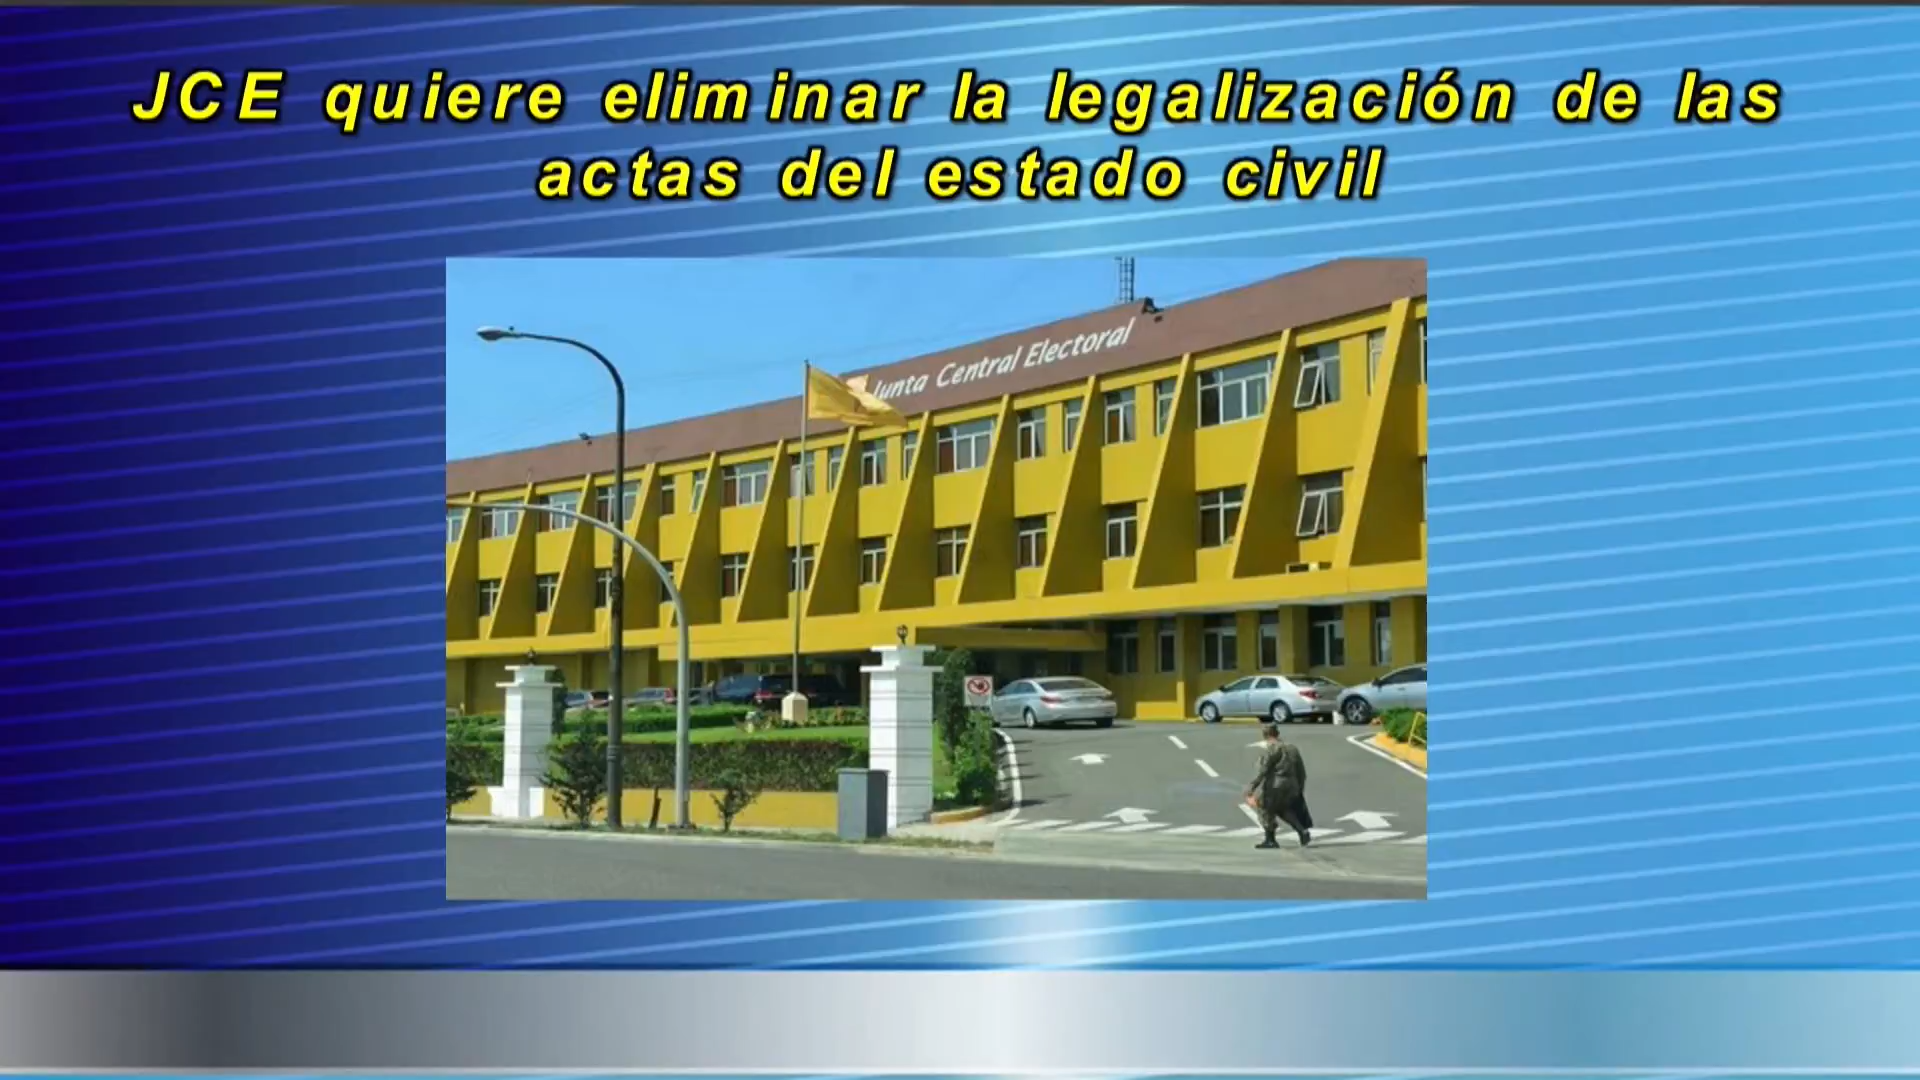 JCE quiere eliminar la legalización de las
actas del estado civil
Junta Central Electoral